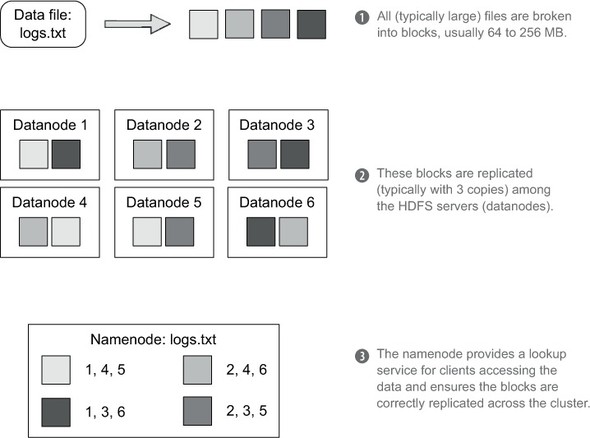 Data file:
logs.txt
1 All (typically large) files are broken
into blocks, usually 64 to 256 MB.
Datanode 1
Datanode 2
Datanode 3
Datanode 4
Datanode 5
Datanode 6
2 These blocks are replicated
(typically with 3 copies) among
the HDFS servers (datanodes).
Namenode: logs.txt
1, 4, 5
2, 4, 6
1, 3, 6
2, 3, 5
3 The namenode provides a lookup
service for clients accessing the
data and ensures the blocks are
correctly replicated across the cluster.